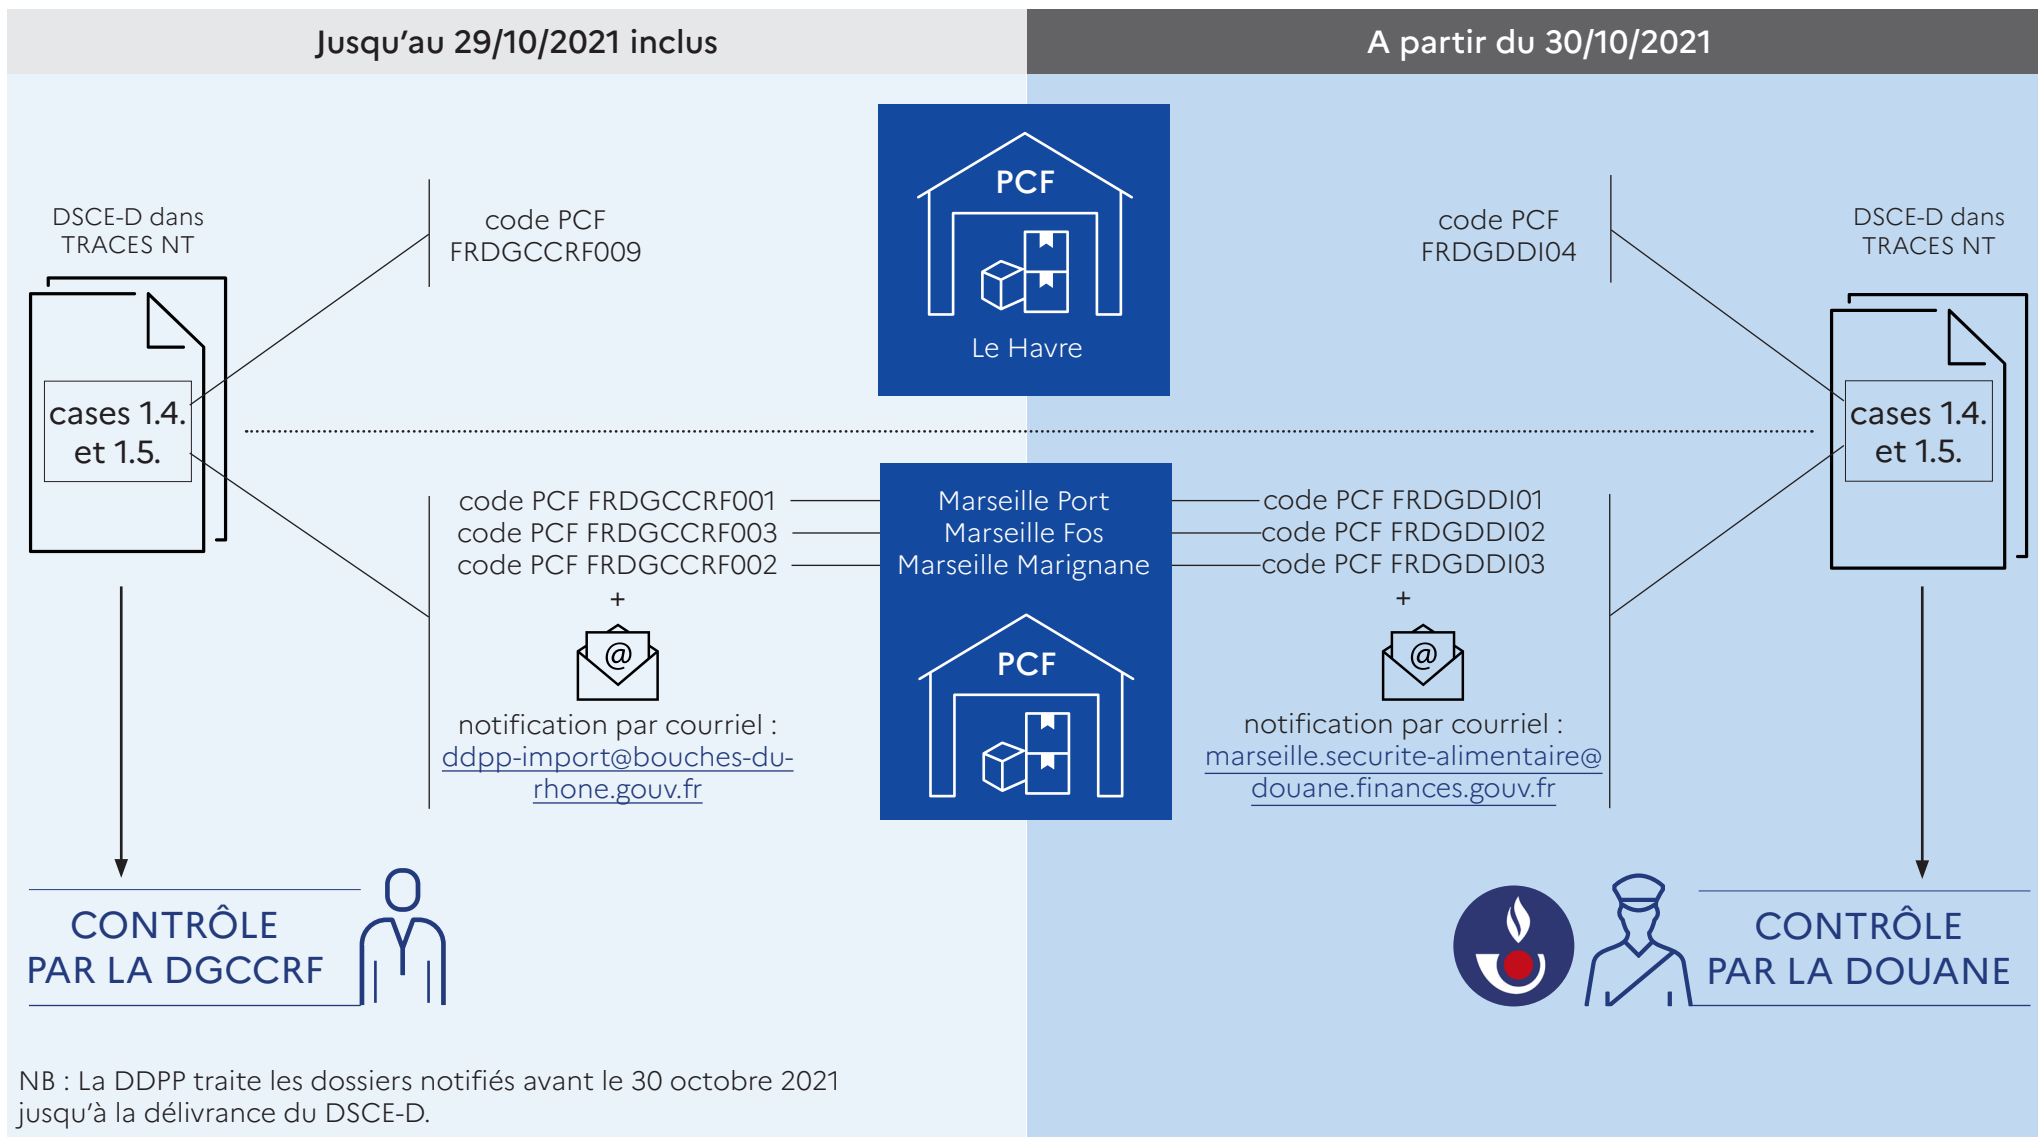 Jusqu'au 29/10/2021 inclus
A partir du 30/10/2021
DSCE-D dans
TRACES NT
cases 1.4.
et 1.5.
code PCF
FRDGCCRF009
PCF
Le Havre
code PCF
FRDGDDI04
DSCE-D dans
TRACES NT
cases 1.4.
et 1.5.
code PCF FRDGCCRF001
code PCF FRDGCCRF003
code PCF FRDGCCRF002
+
@
notification par courriel :
ddpp-import@bouches-du-
rhone.gouv.fr
Marseille Port
Marseille Fos
Marseille Marignane
PCF
code PCF FRDGDDI01
code PCF FRDGDDI02
code PCF FRDGDDI03
+
@
notification par courriel :
marseille.securite-alimentaire@
douane.finances.gouv.fr
CONTRÔLE
PAR LA DGCCRF
CONTRÔLE
PAR LA DOUANE
NB : La DDPP traite les dossiers notifiés avant le 30 octobre 2021
jusqu'à la délivrance du DSCE-D.